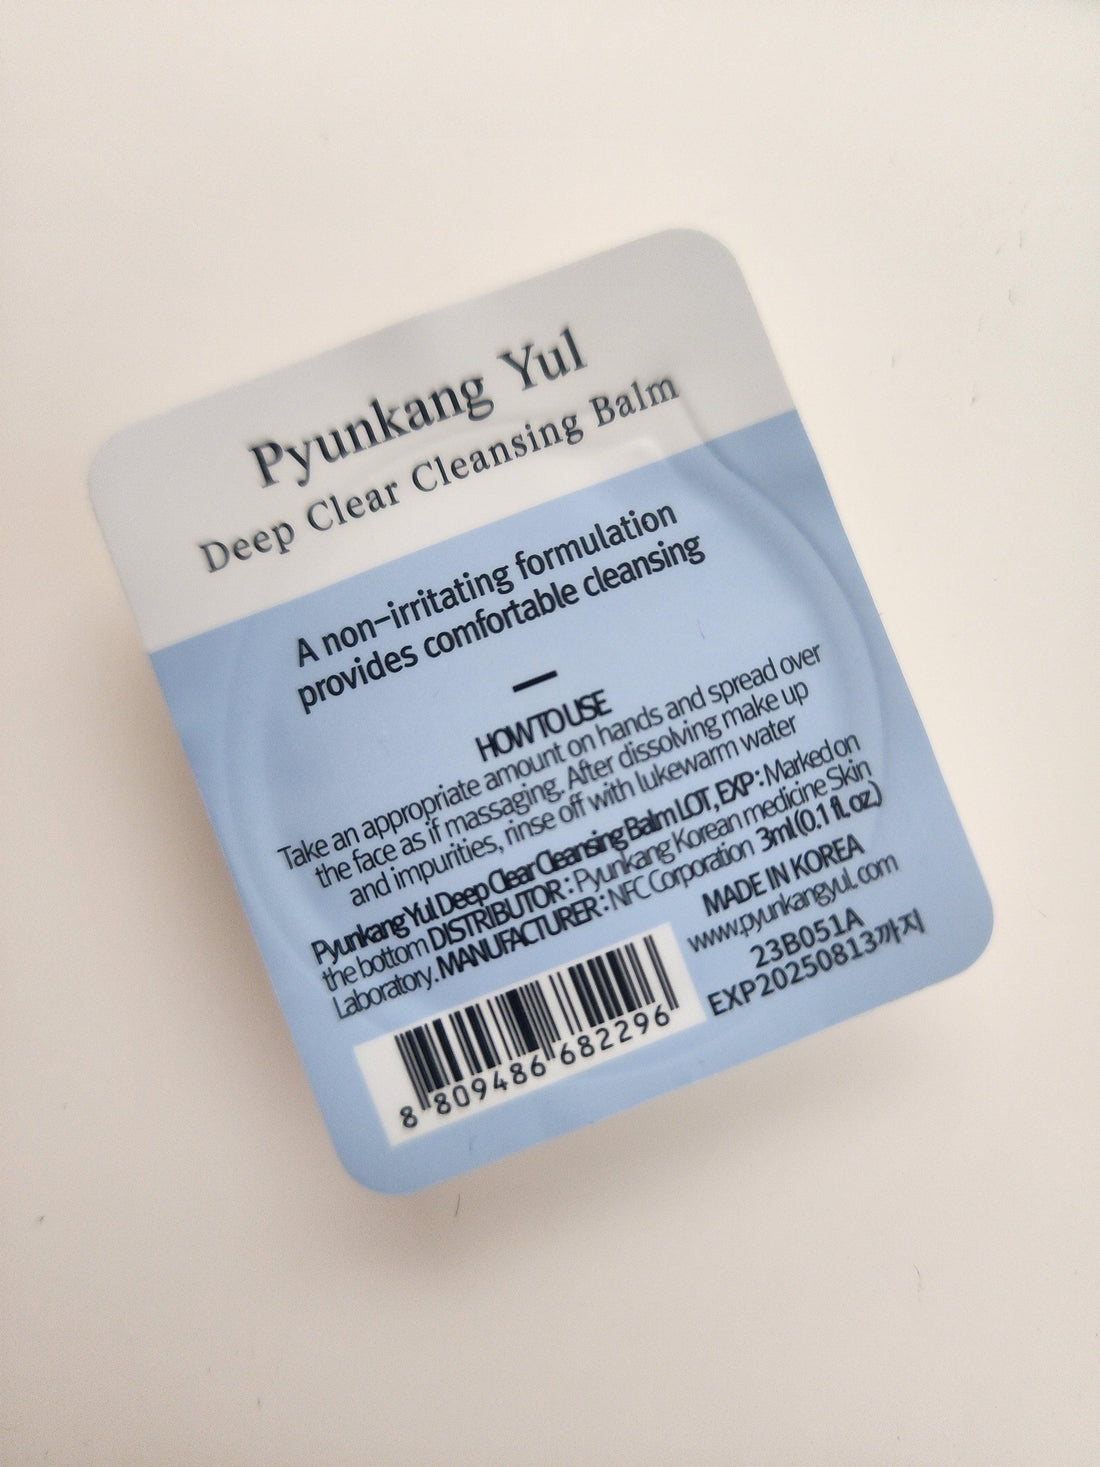 Pyunkang Yul
Deep Clear Cleansing Balm
A non-irritating formulation
provides comfortable cleansing
HOW TO USE
Take an appropriate amount on hands and spread over
the face as if massaging. After dissolving make up
and impurities, rinse off with lukewarm water
Pyunkang Yul Deep Clear Cleansing Balm LOT, EXP : Marked on
the bottom DISTRIBUTOR : Pyunkang Korean medicine Skin
Laboratory. MANUFACTURER : NFC Corporation 3ml (0.1 fl. oz.)
MADE IN KOREA
www.pyunkangyul.com
23B051A
EXP20250813까지
8 809486 682296